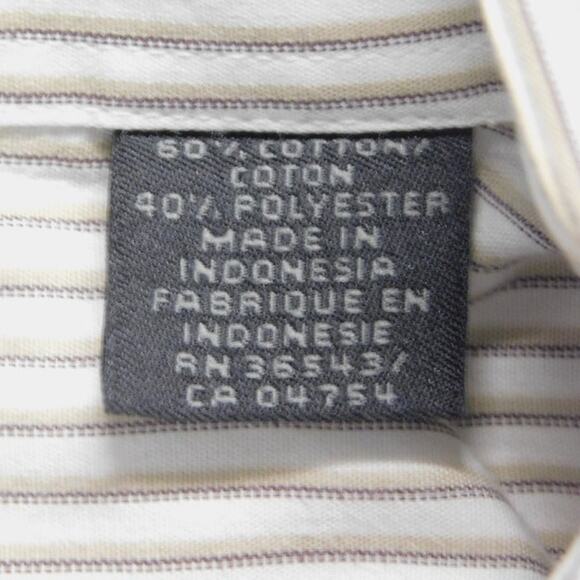 60% COTTON/
COTON
40% POLYESTER
MADE IN
INDONESIA
FABRIQUE EN
INDONESIE
RN 36543/
CA 04754